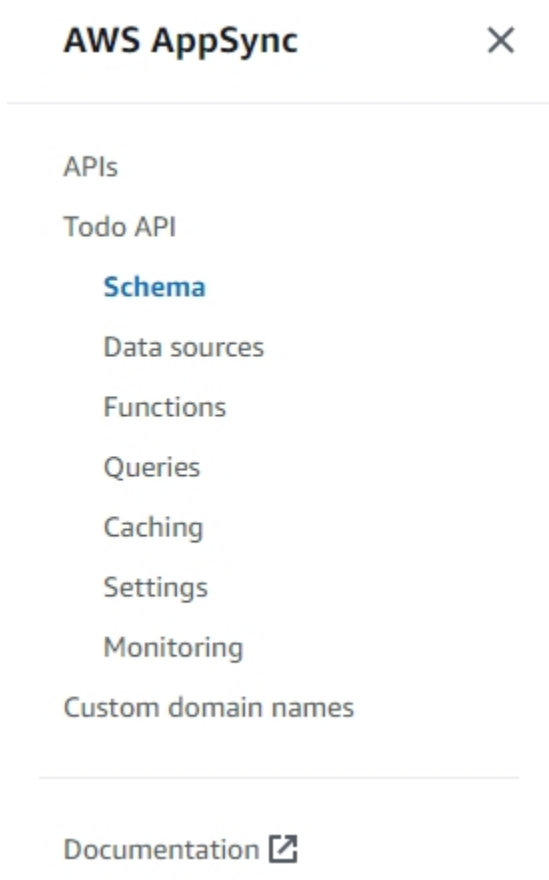 AWS AppSync
APIs
Todo API
Schema
Data sources
Functions
Queries
Caching
Settings
Monitoring
Custom domain names
Documentation